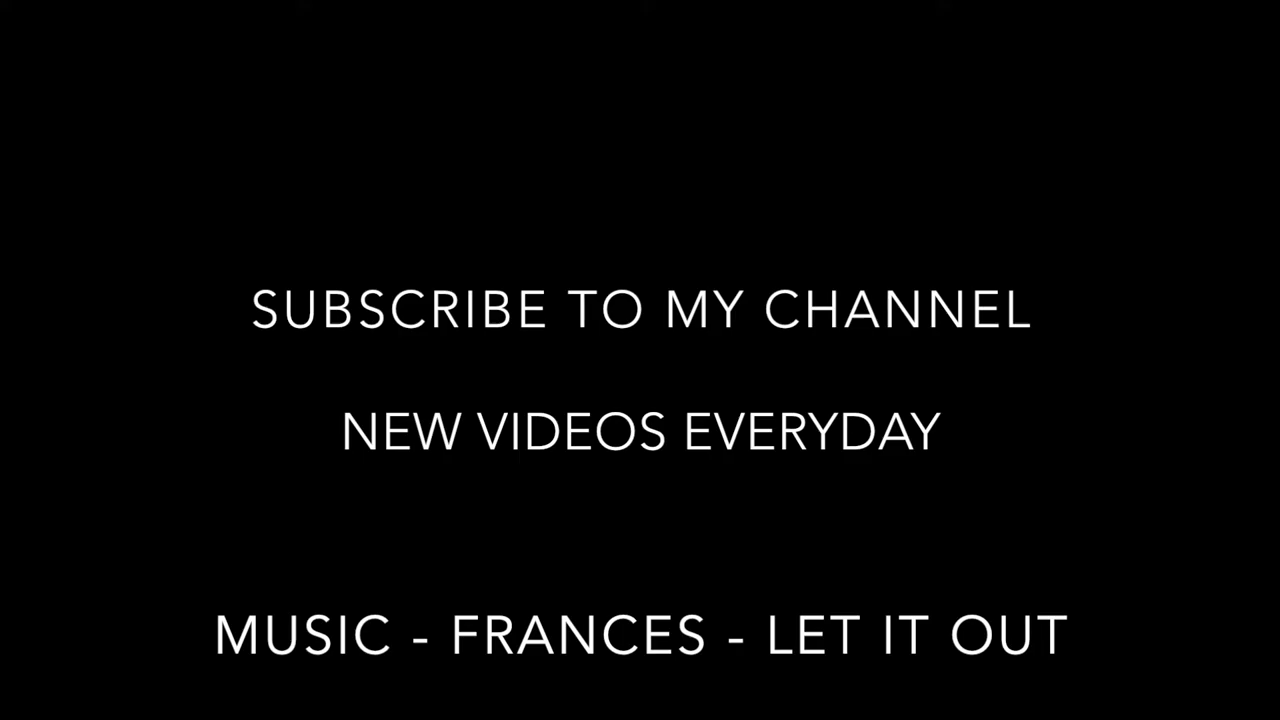 SUBSCRIBE TO MY CHANNEL
NEW VIDEOS EVERYDAY
MUSIC - FRANCES - LET IT OUT